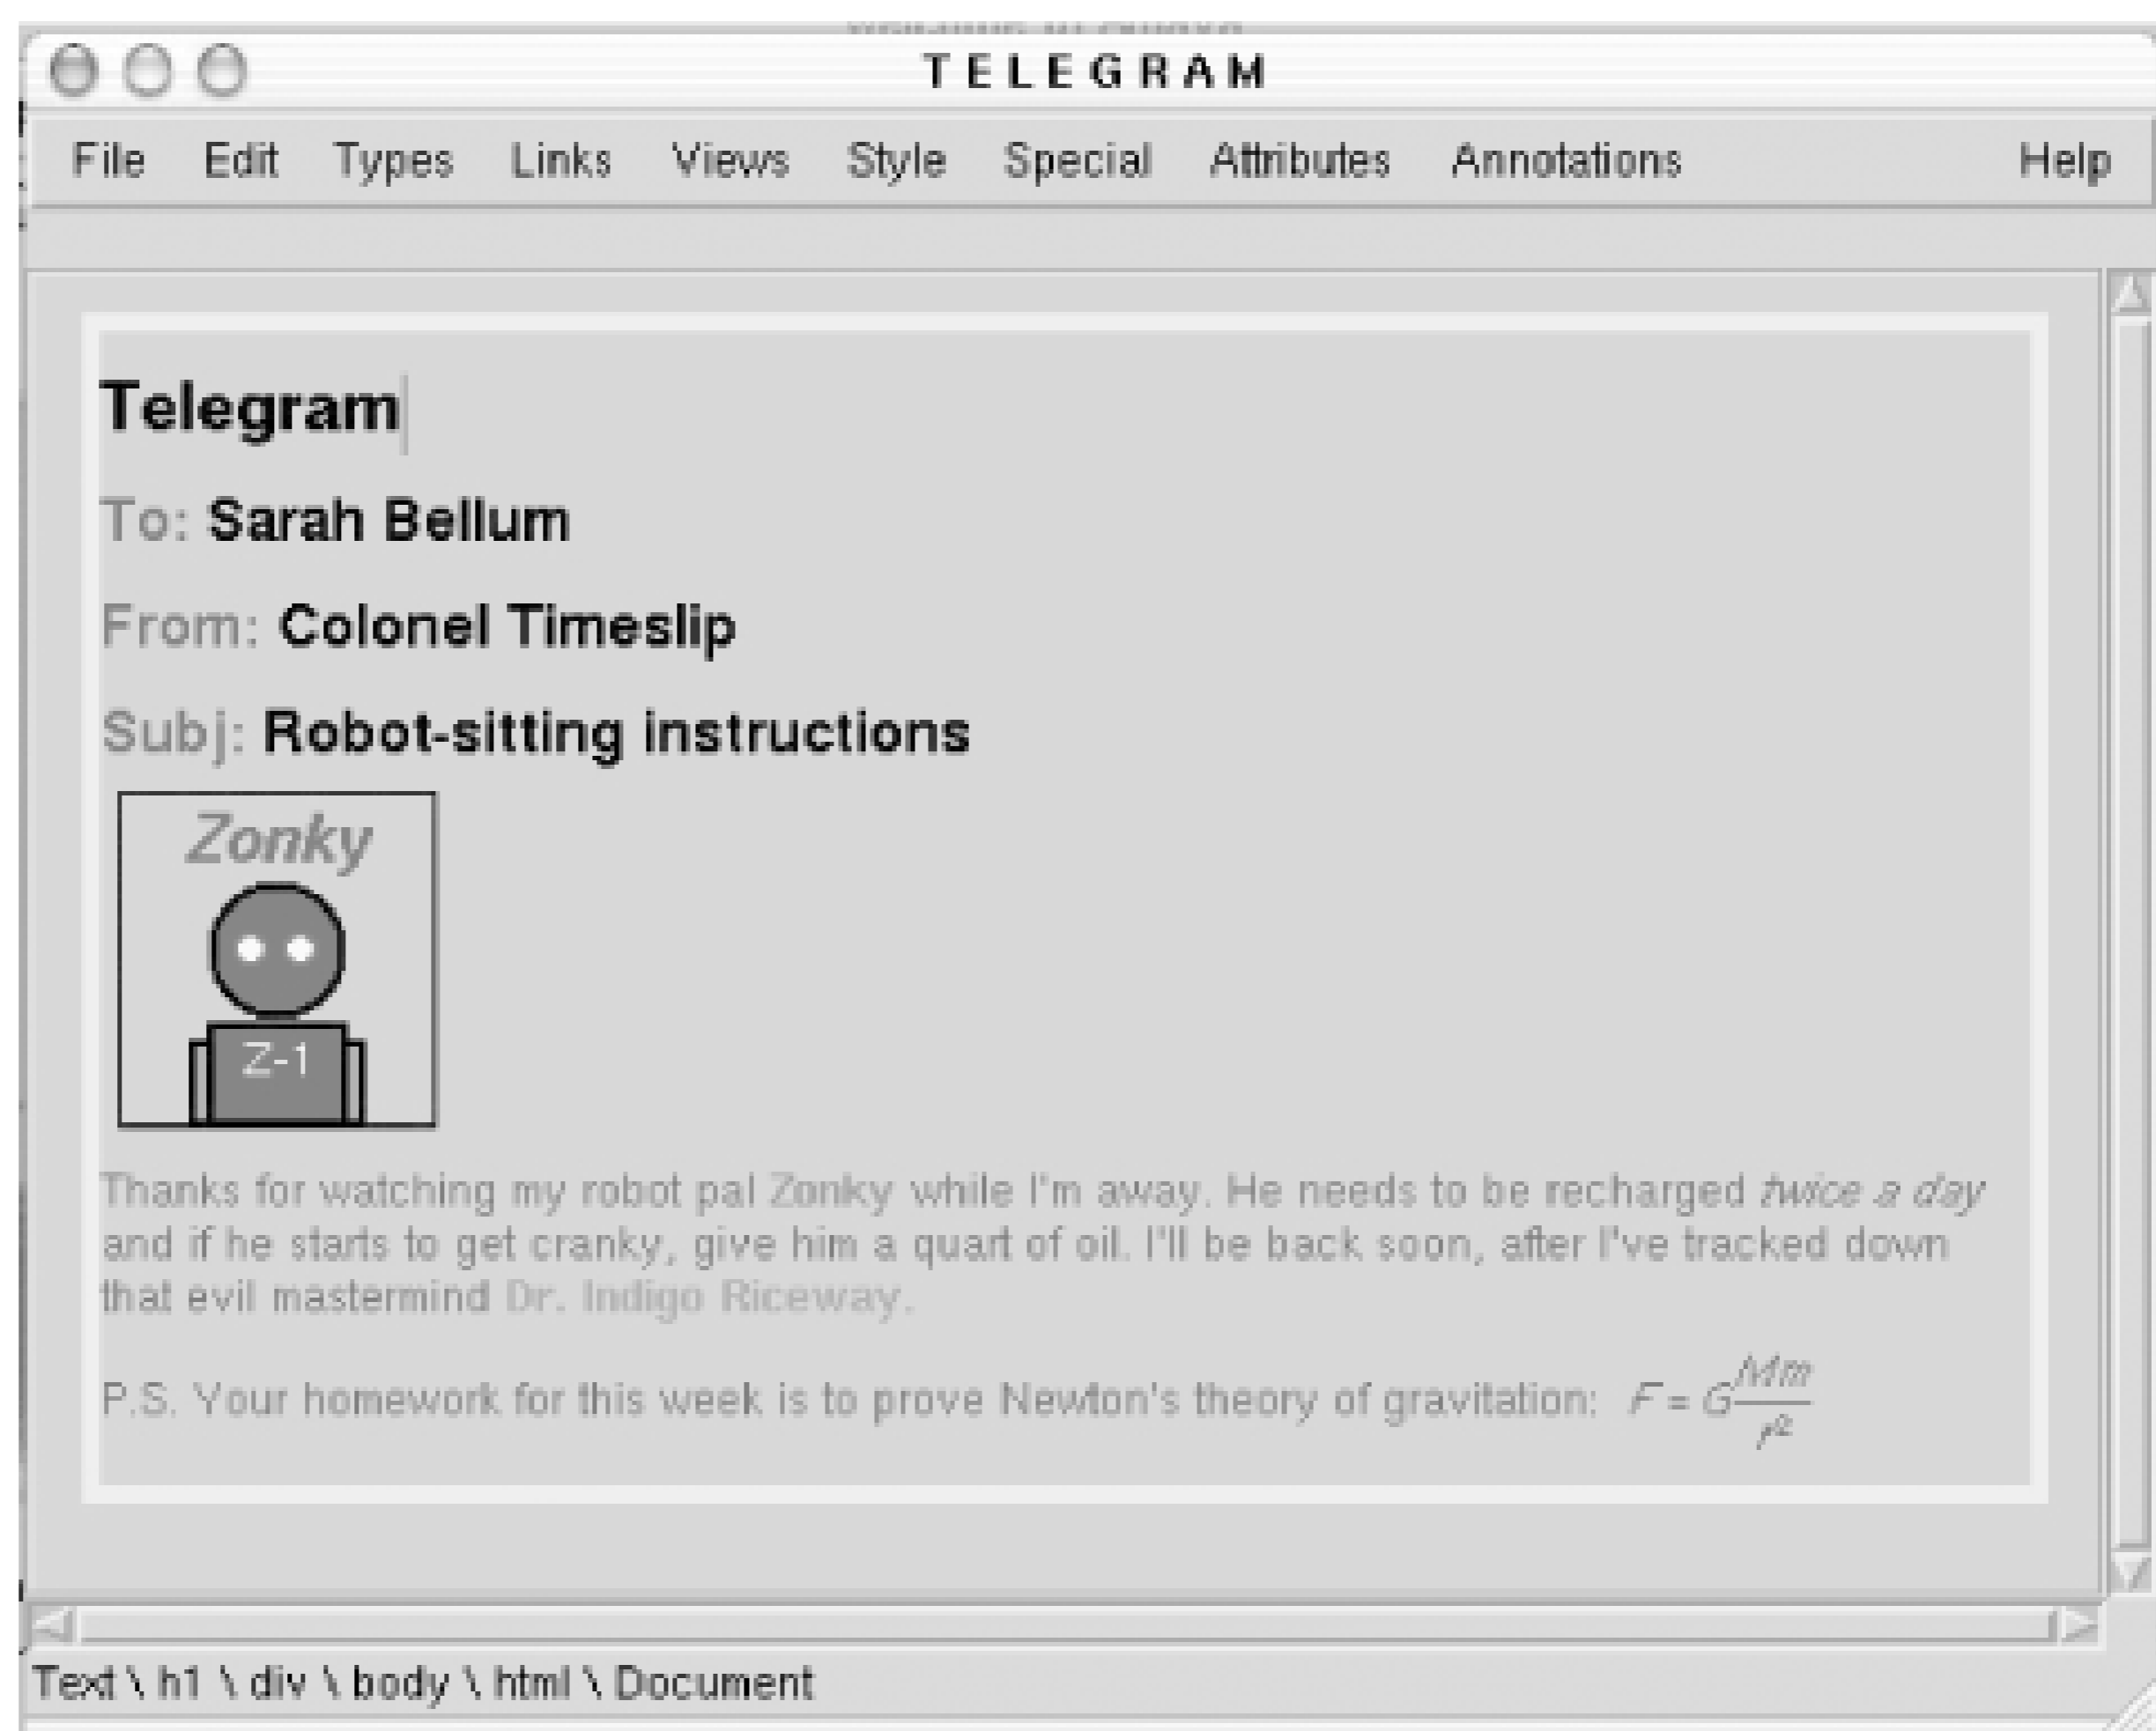 TELEGRAM
File Edit Types Links Views Style Special Attributes Annotations Help
Telegram
To: Sarah Bellum
From: Colonel Timeslip
Subj: Robot-sitting instructions
Zonky
Z-1
Thanks for watching my robot pal Zonky while I'm away. He needs to be recharged twice a day
and if he starts to get cranky, give him a quart of oil. I'll be back soon, after I've tracked down
that evil mastermind Dr. Indigo Riceway.
P.S. Your homework for this week is to prove Newton's theory of gravitation: F = G Mm / r²
Text \ h1 \ div \ body \ html \ Document